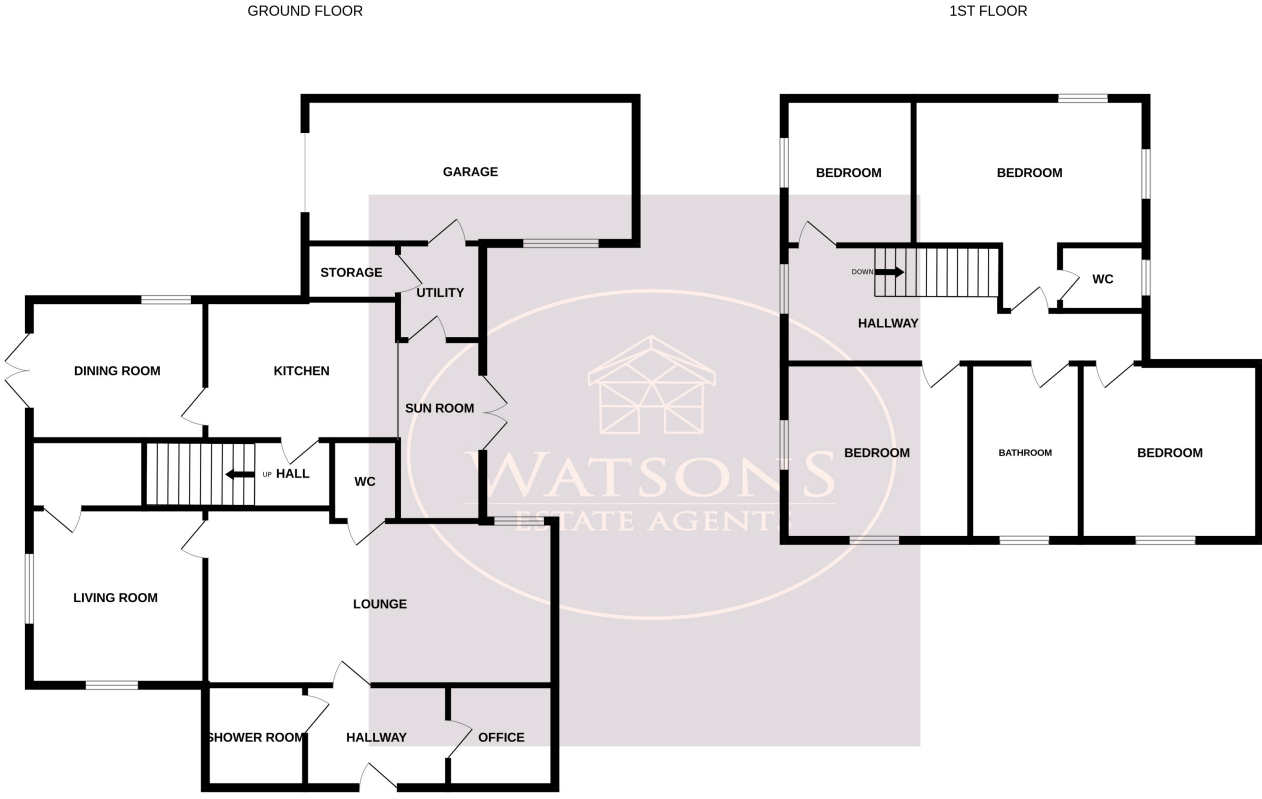 GROUND FLOOR
1ST FLOOR
GARAGE
STORAGE
UTILITY
DINING ROOM
KITCHEN
SUN ROOM
UP HALL
WC
LIVING ROOM
LOUNGE
SHOWER ROOM
HALLWAY
OFFICE
BEDROOM
BEDROOM
DOWN
WC
HALLWAY
BEDROOM
BATHROOM
BEDROOM
WATSONS
ESTATE AGENTS